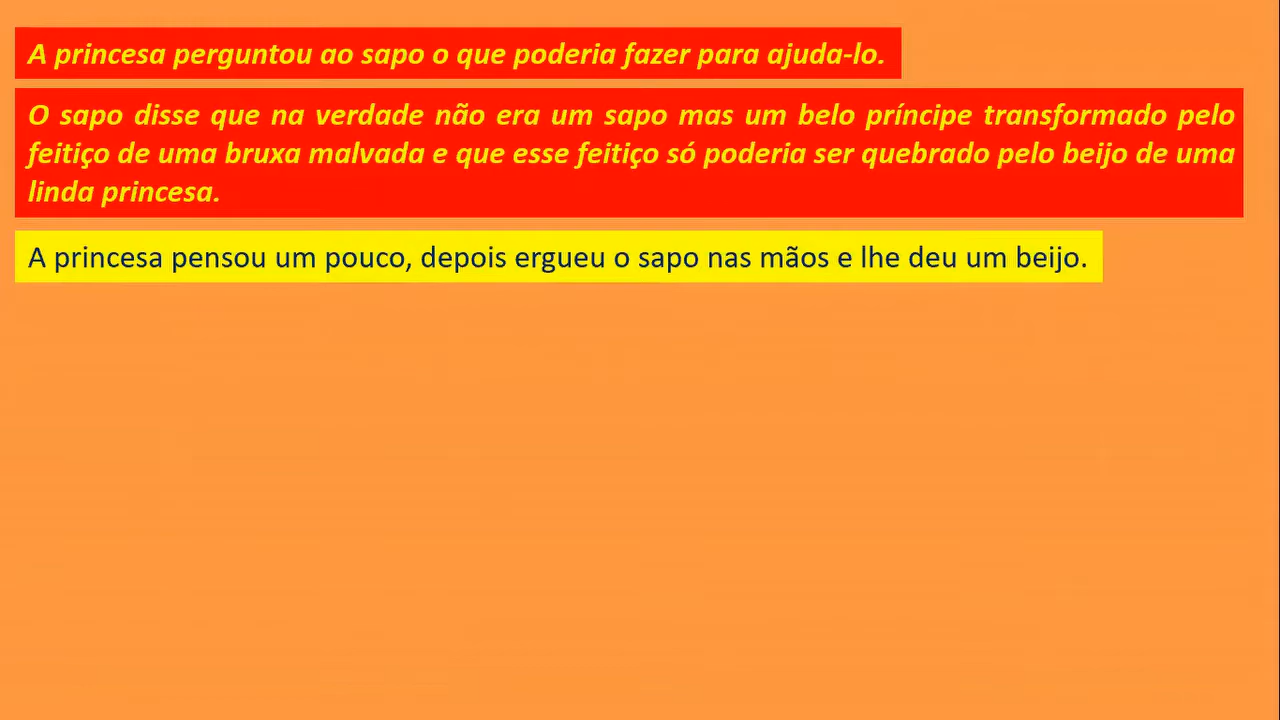 A princesa perguntou ao sapo o que poderia fazer para ajuda-lo.
O sapo disse que na verdade não era um sapo mas um belo príncipe transformado pelo
feitiço de uma bruxa malvada e que esse feitiço só poderia ser quebrado pelo beijo de uma
linda princesa.
A princesa pensou um pouco, depois ergueu o sapo nas mãos e lhe deu um beijo.